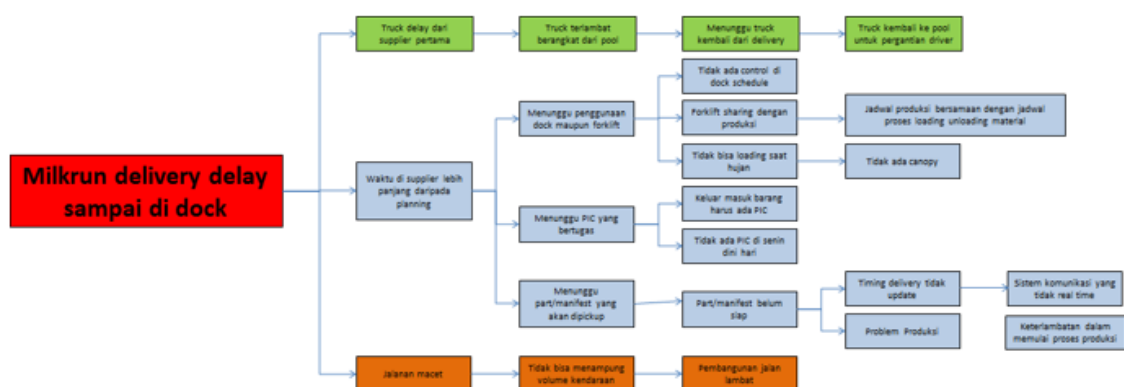 Milkrun delivery delay
sampai di dock
Truck delay dari
supplier pertama
Truck terlambat
berangkat dari pool
Menunggu truck
kembali dari delivery
Truck kembali ke pool
untuk pergantian driver
Waktu di supplier lebih
panjang daripada
planning
Menunggu penggunaan
dock maupun forklift
Tidak ada control di
dock schedule
Forklift sharing dengan
produksi
Jadwal produksi bersamaan dengan jadwal
proses loading unloading material
Tidak bisa loading saat
hujan
Tidak ada canopy
Menunggu PIC yang
bertugas
Keluar masuk barang
harus ada PIC
Tidak ada PIC di senin
dini hari
Menunggu
part/manifest yang
akan dipickup
Part/manifest belum
siap
Timing delivery tidak
update
Sistem komunikasi yang
tidak real time
Problem Produksi
Keterlambatan dalam
memulai proses produksi
Jalanan macet
Tidak bisa menampung
volume kendaraan
Pembangunan jalan
lambat